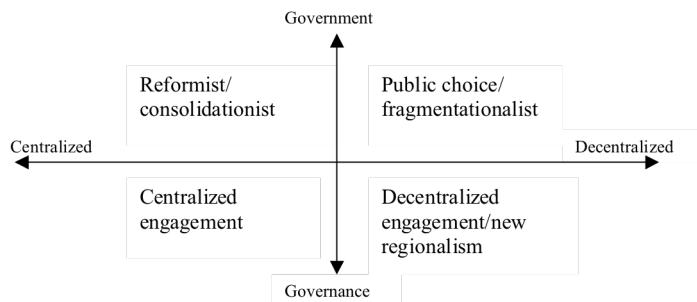 Government
Reformist/
consolidationist
Public choice/
fragmentationalist
Centralized
Decentralized
Centralized
engagement
Decentralized
engagement/new
regionalism
Governance